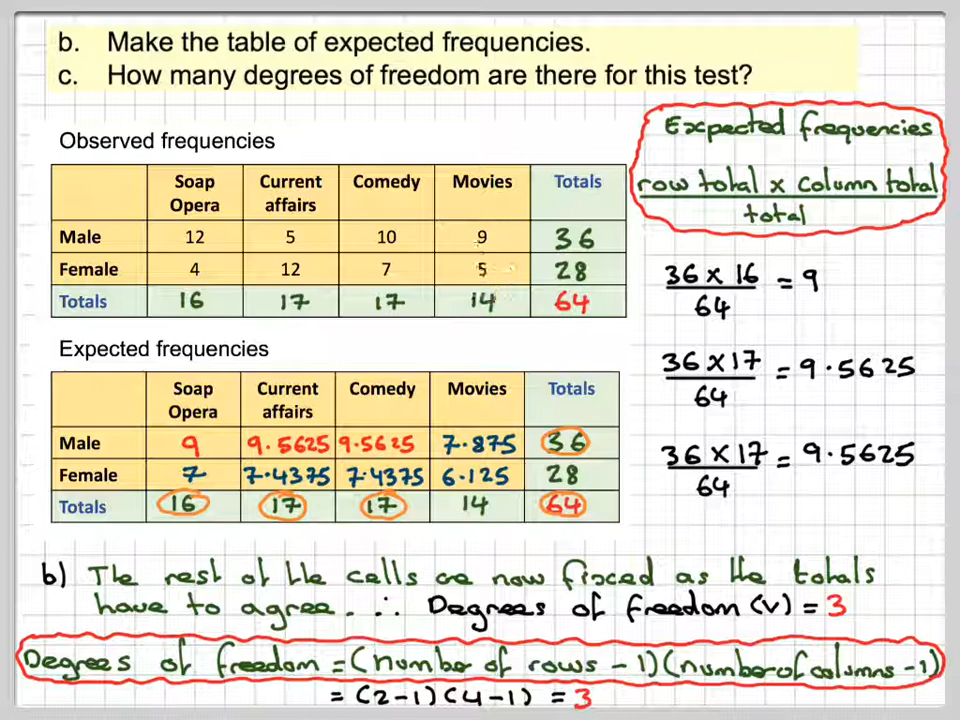 b. Make the table of expected frequencies.
c. How many degrees of freedom are there for this test?
Observed frequencies
Soap Opera Current affairs Comedy Movies Totals
Male 12 5 10 9 36
Female 4 12 7 5 28
Totals 16 17 17 14 64
Expected frequencies
row total x column total
total
36 x 16 = 9
64
36 x 17 = 9.5625
64
36 x 17 = 9.5625
64
Expected frequencies
Soap Opera Current affairs Comedy Movies Totals
Male 9 9.5625 9.5625 7.875 36
Female 7 7.4375 7.4375 6.125 28
Totals 16 17 17 14 64
b) The rest of the cells are now fixed as the totals
have to agree. ∴ Degrees of freedom (v) = 3
Degrees of freedom = (number of rows - 1)(number of columns - 1)
= (2-1)(4-1) = 3